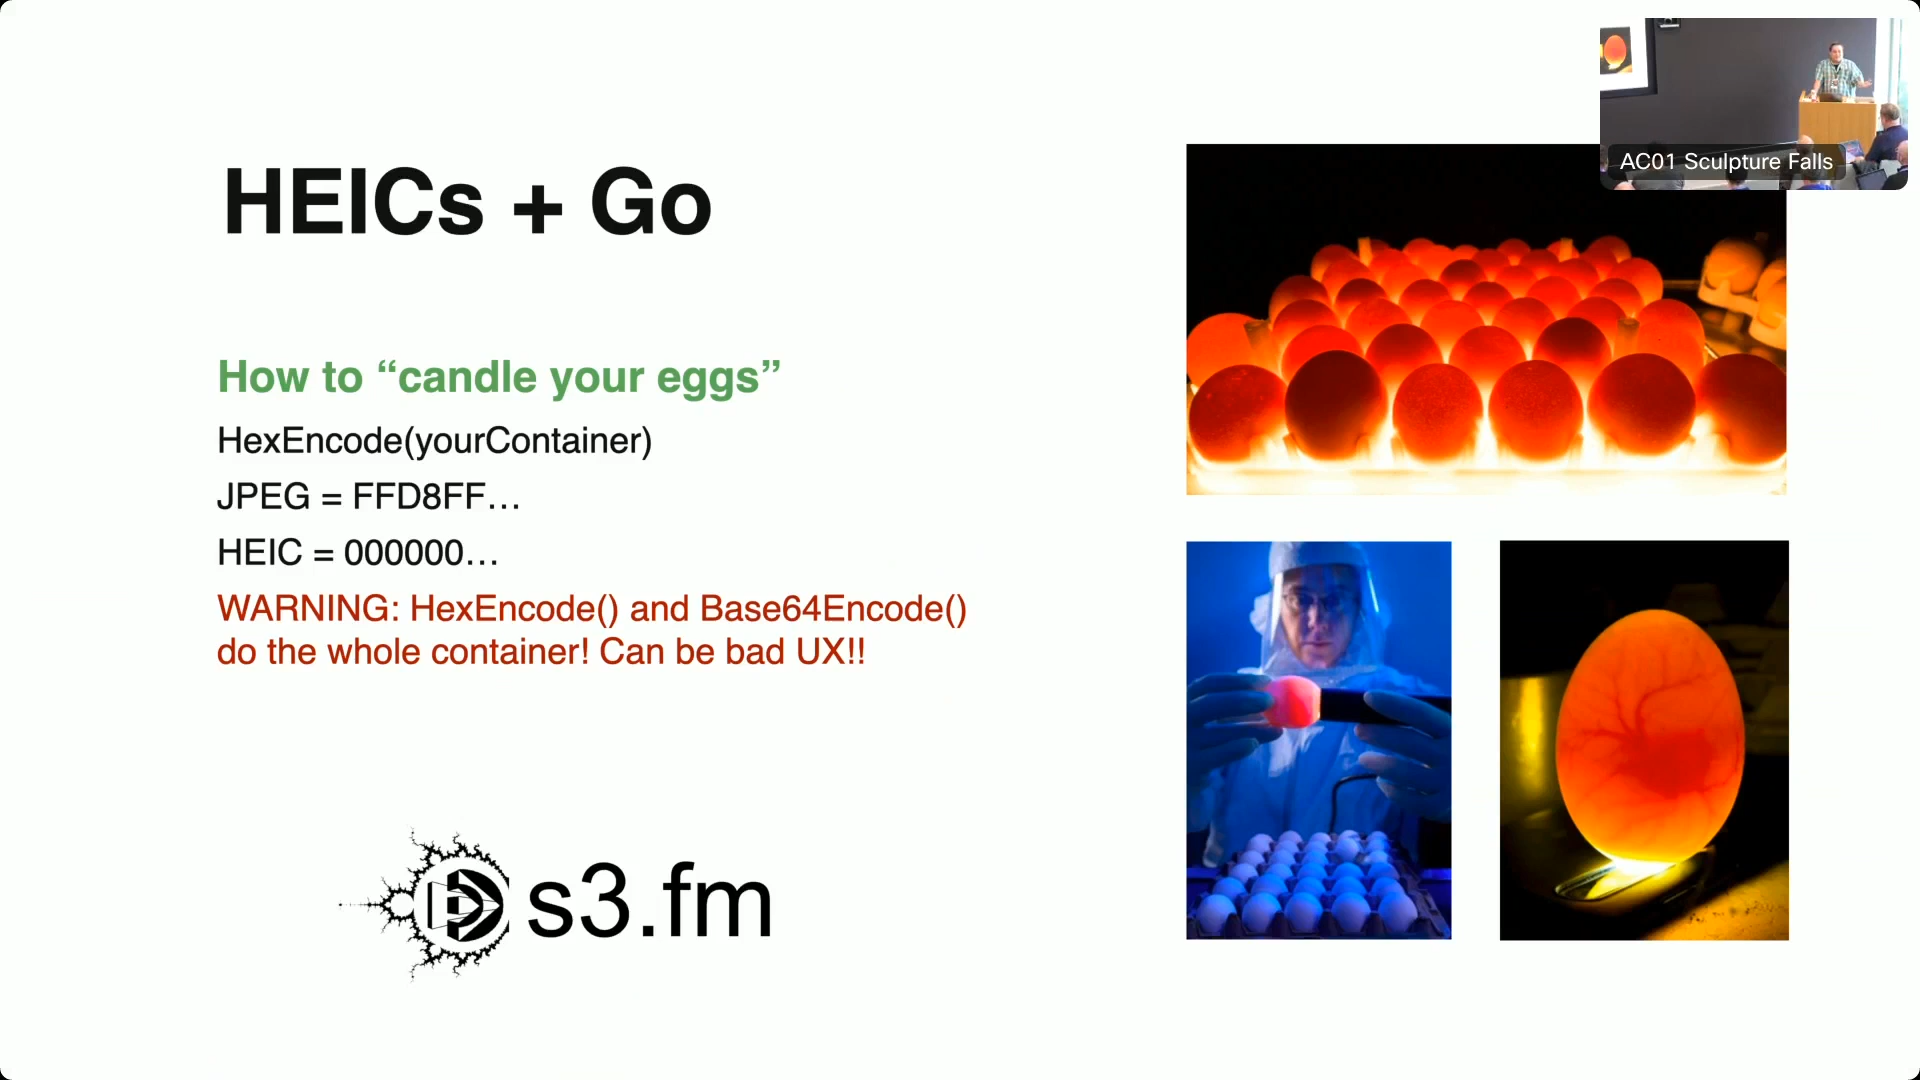 AC01 Sculpture Falls
HEICs + Go
How to “candle your eggs”
HexEncode(yourContainer)
JPEG = FFD8FF…
HEIC = 000000…
WARNING: HexEncode() and Base64Encode()
do the whole container! Can be bad UX!!
s3.fm